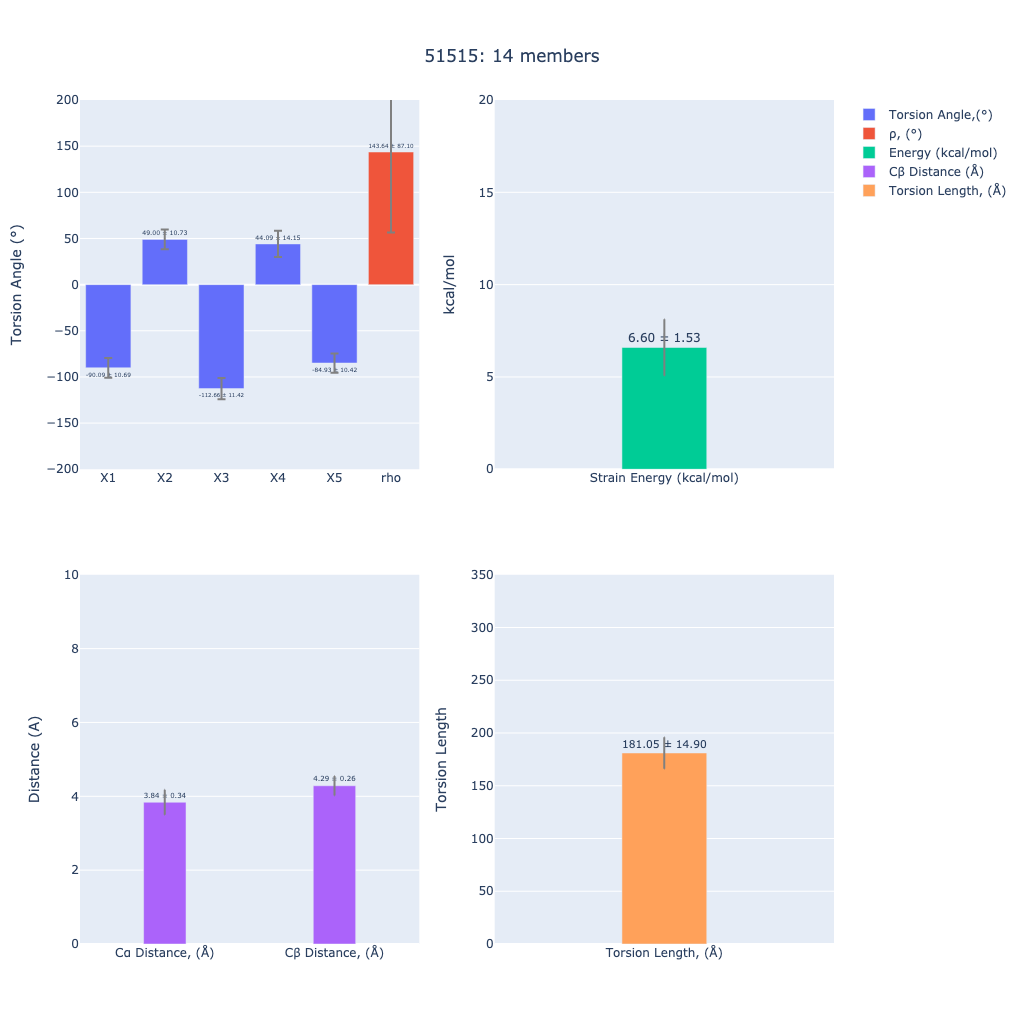 51515: 14 members
Torsion Angle (°)
200
150
100
50
0
−50
−100
−150
−200
143.64 ± 87.10
49.00 ± 10.73
44.09 ± 14.15
-90.09 ± 10.69
-112.66 ± 11.42
-84.93 ± 10.42
X1 X2 X3 X4 X5 rho
kcal/mol
20
15
10
5
0
6.60 ± 1.53
Strain Energy (kcal/mol)
Torsion Angle,(°)
ρ, (°)
Energy (kcal/mol)
Cβ Distance (Å)
Torsion Length, (Å)
Distance (A)
10
8
6
4
2
0
3.84 ± 0.34
4.29 ± 0.26
Cα Distance, (Å) Cβ Distance, (Å)
Torsion Length
350
300
250
200
150
100
50
0
181.05 ± 14.90
Torsion Length, (Å)